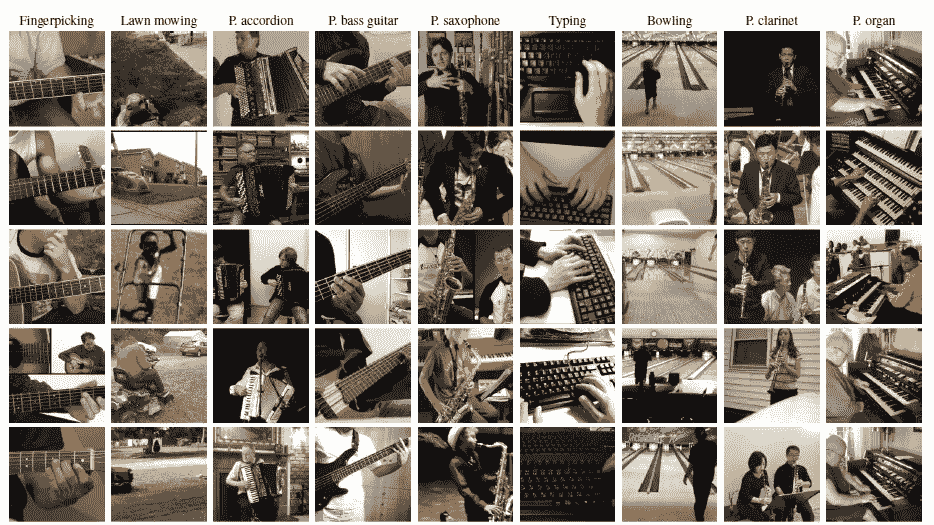 Fingerpicking Lawn mowing P. accordion P. bass guitar P. saxophone Typing Bowling P. clarinet P. organ